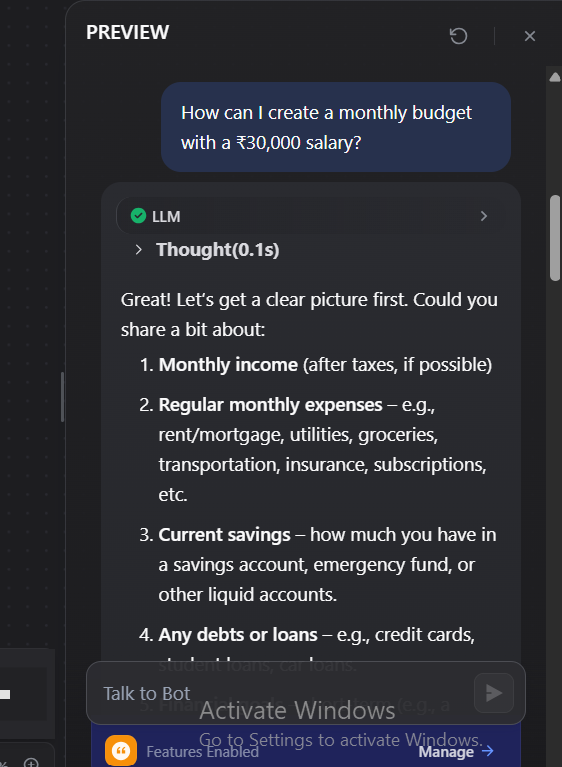 PREVIEW
How can I create a monthly budget
with a ₹30,000 salary?
LLM
Thought(0.1s)
Great! Let's get a clear picture first. Could you
share a bit about:
1. Monthly income (after taxes, if possible)
2. Regular monthly expenses – e.g.,
rent/mortgage, utilities, groceries,
transportation, insurance, subscriptions,
etc.
3. Current savings – how much you have in
a savings account, emergency fund, or
other liquid accounts.
4. Any debts or loans – e.g., credit cards,
student loans, car loans.
Talk to Bot
Activate Windows
Go to Settings to activate Windows.
Features Enabled
Manage